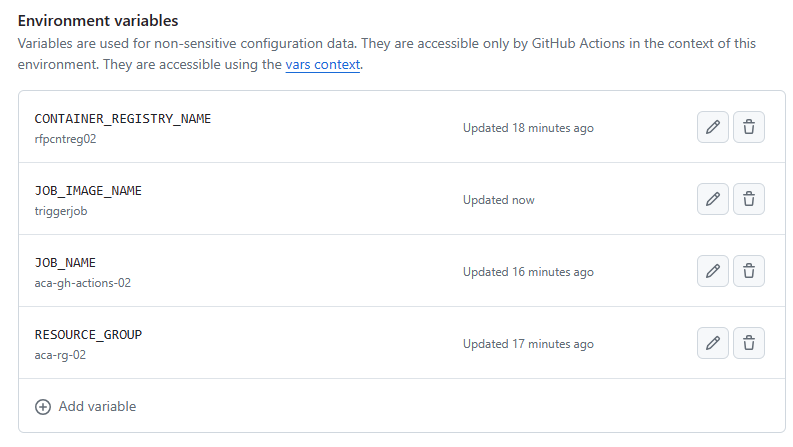 Environment variables
Variables are used for non-sensitive configuration data. They are accessible only by GitHub Actions in the context of this
environment. They are accessible using the vars context.
CONTAINER_REGISTRY_NAME
rfpcntreg02
Updated 18 minutes ago
JOB_IMAGE_NAME
triggerjob
Updated now
JOB_NAME
aca-gh-actions-02
Updated 16 minutes ago
RESOURCE_GROUP
aca-rg-02
Updated 17 minutes ago
Add variable